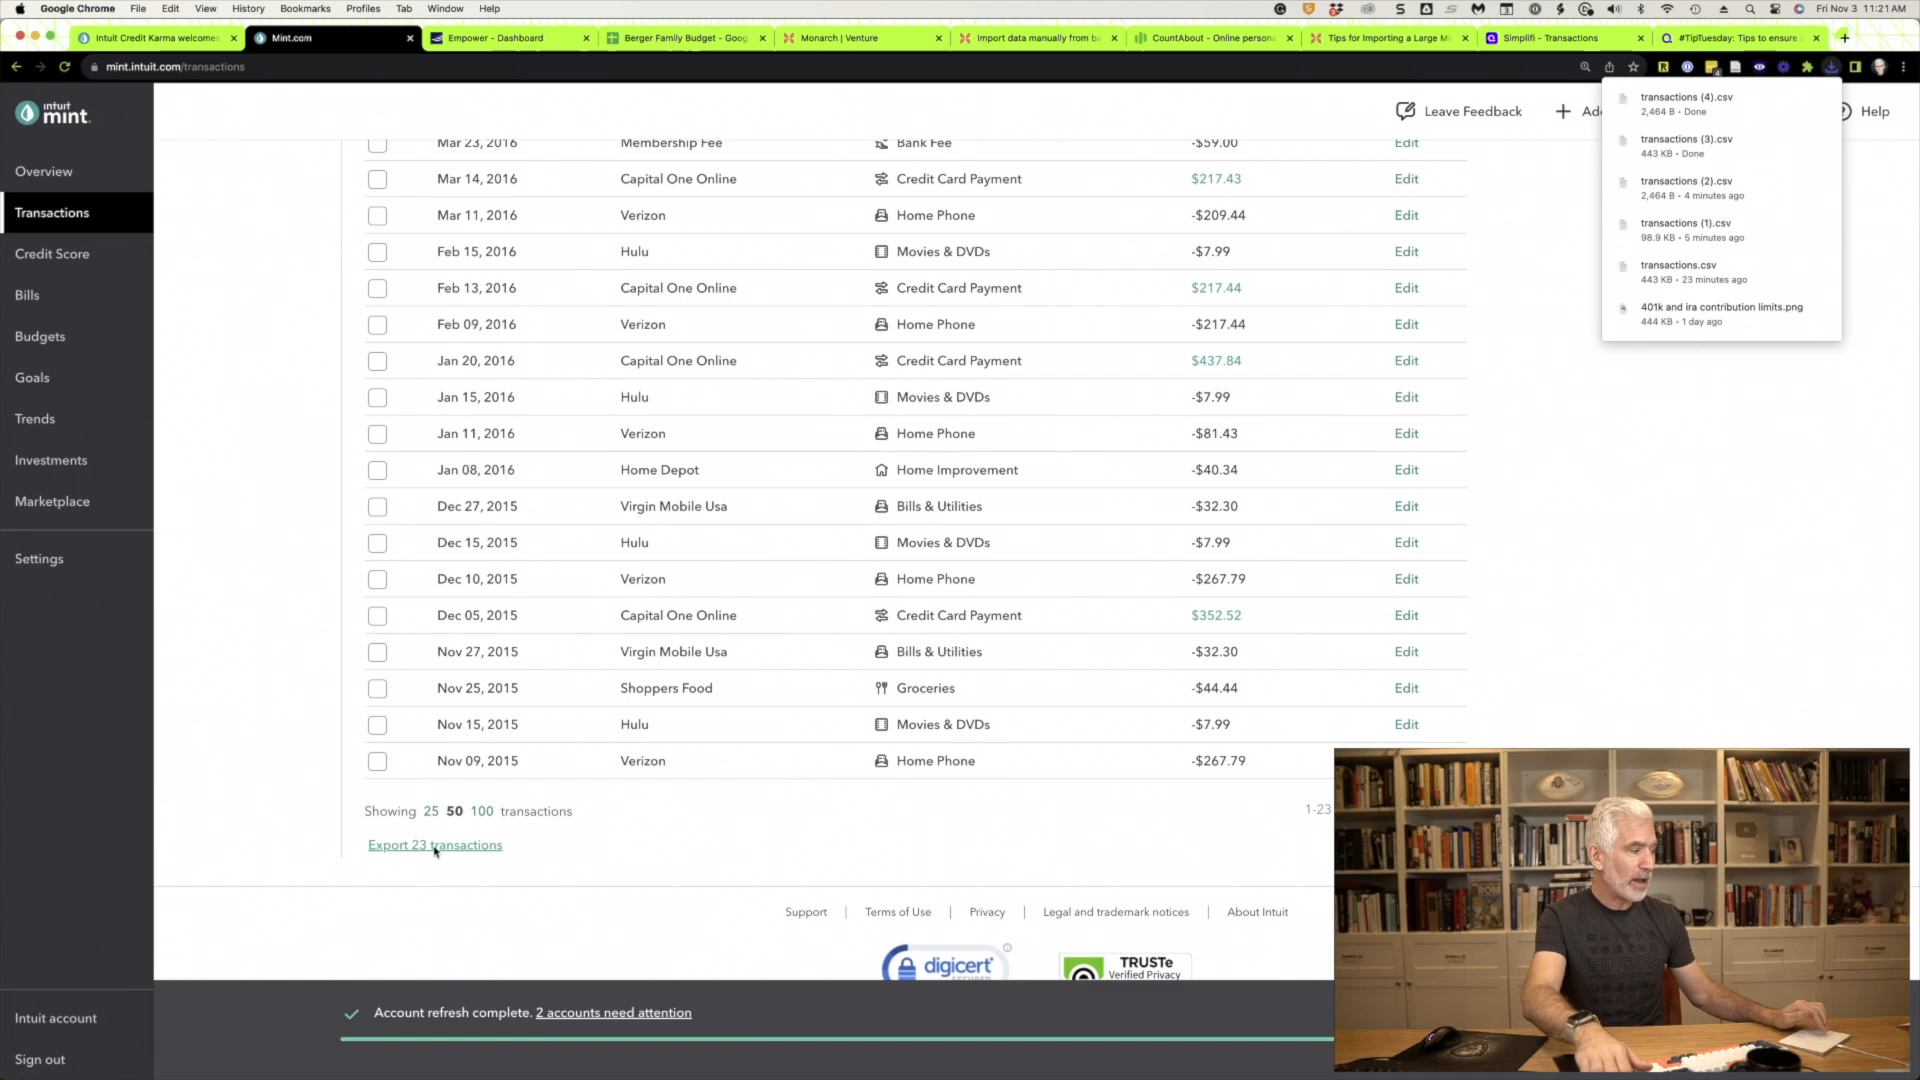 Google Chrome File Edit View History Bookmarks Profiles Tab Window Help Fri Nov 3 11:21 AM
Intuit Credit Karma welcomes Mint.com Empower - Dashboard Berger Family Budget - Goog Monarch | Venture Import data manually from ba CountAbout - Online persona Tips for Importing a Large Mi Simplifi - Transactions #TipTuesday: Tips to ensure
mint.intuit.com/transactions
intuit mint.
Overview
Transactions
Credit Score
Bills
Budgets
Goals
Trends
Investments
Marketplace
Settings
Intuit account
Sign out
Leave Feedback Help
transactions (4).csv
2,464 B • Done
transactions (3).csv
443 KB • Done
transactions (2).csv
2,464 B • 4 minutes ago
transactions (1).csv
98.9 KB • 5 minutes ago
transactions.csv
443 KB • 23 minutes ago
401k and ira contribution limits.png
444 KB • 1 day ago
Mar 23, 2016 Membership Fee Bank Fee -$59.00 Edit
Mar 14, 2016 Capital One Online Credit Card Payment $217.43 Edit
Mar 11, 2016 Verizon Home Phone -$209.44 Edit
Feb 15, 2016 Hulu Movies & DVDs -$7.99 Edit
Feb 13, 2016 Capital One Online Credit Card Payment $217.44 Edit
Feb 09, 2016 Verizon Home Phone -$217.44 Edit
Jan 20, 2016 Capital One Online Credit Card Payment $437.84 Edit
Jan 15, 2016 Hulu Movies & DVDs -$7.99 Edit
Jan 11, 2016 Verizon Home Phone -$81.43 Edit
Jan 08, 2016 Home Depot Home Improvement -$40.34 Edit
Dec 27, 2015 Virgin Mobile Usa Bills & Utilities -$32.30 Edit
Dec 15, 2015 Hulu Movies & DVDs -$7.99 Edit
Dec 10, 2015 Verizon Home Phone -$267.79 Edit
Dec 05, 2015 Capital One Online Credit Card Payment $352.52 Edit
Nov 27, 2015 Virgin Mobile Usa Bills & Utilities -$32.30 Edit
Nov 25, 2015 Shoppers Food Groceries -$44.44 Edit
Nov 15, 2015 Hulu Movies & DVDs -$7.99 Edit
Nov 09, 2015 Verizon Home Phone -$267.79
Showing 25 50 100 transactions 1-23
Export 23 transactions
Support | Terms of Use | Privacy | Legal and trademark notices | About Intuit
digicert
TRUSTe
Verified Privacy
Account refresh complete. 2 accounts need attention